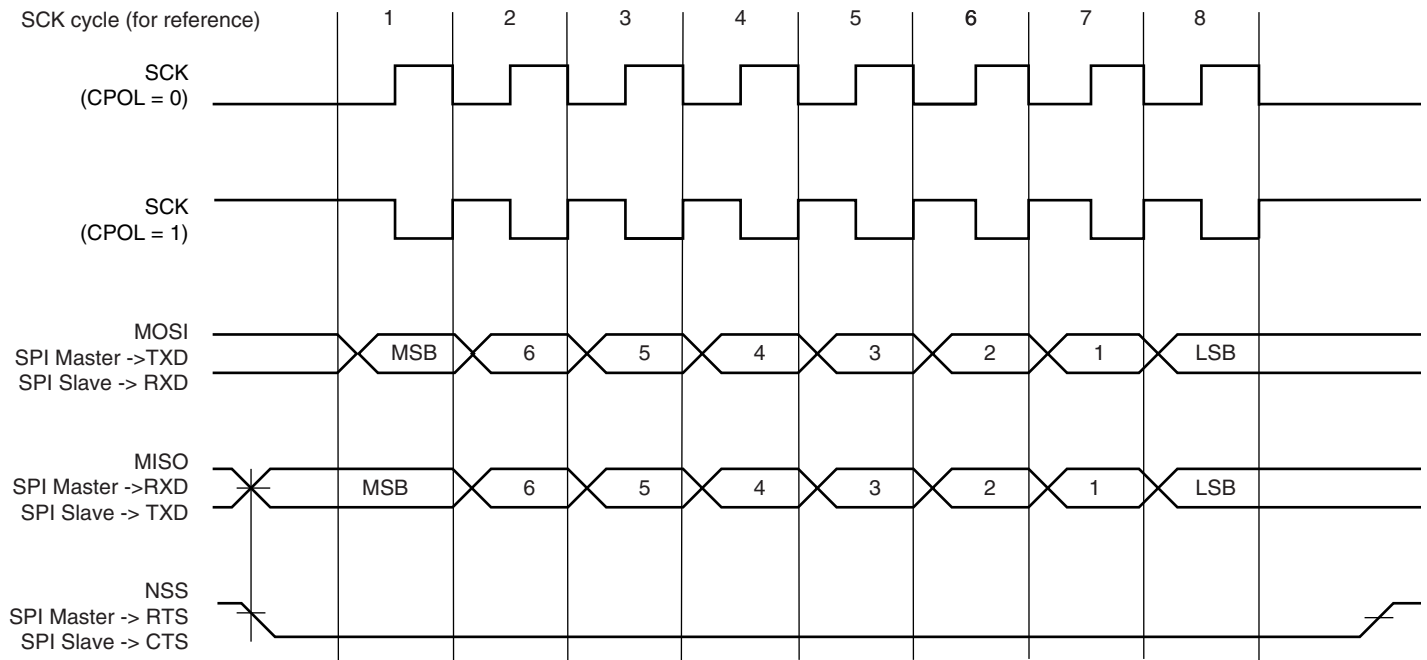 SCK cycle (for reference) 1 2 3 4 5 6 7 8
SCK
(CPOL = 0)
SCK
(CPOL = 1)
MOSI
SPI Master ->TXD
SPI Slave -> RXD
MSB 6 5 4 3 2 1 LSB
MISO
SPI Master ->RXD
SPI Slave -> TXD
MSB 6 5 4 3 2 1 LSB
NSS
SPI Master -> RTS
SPI Slave -> CTS